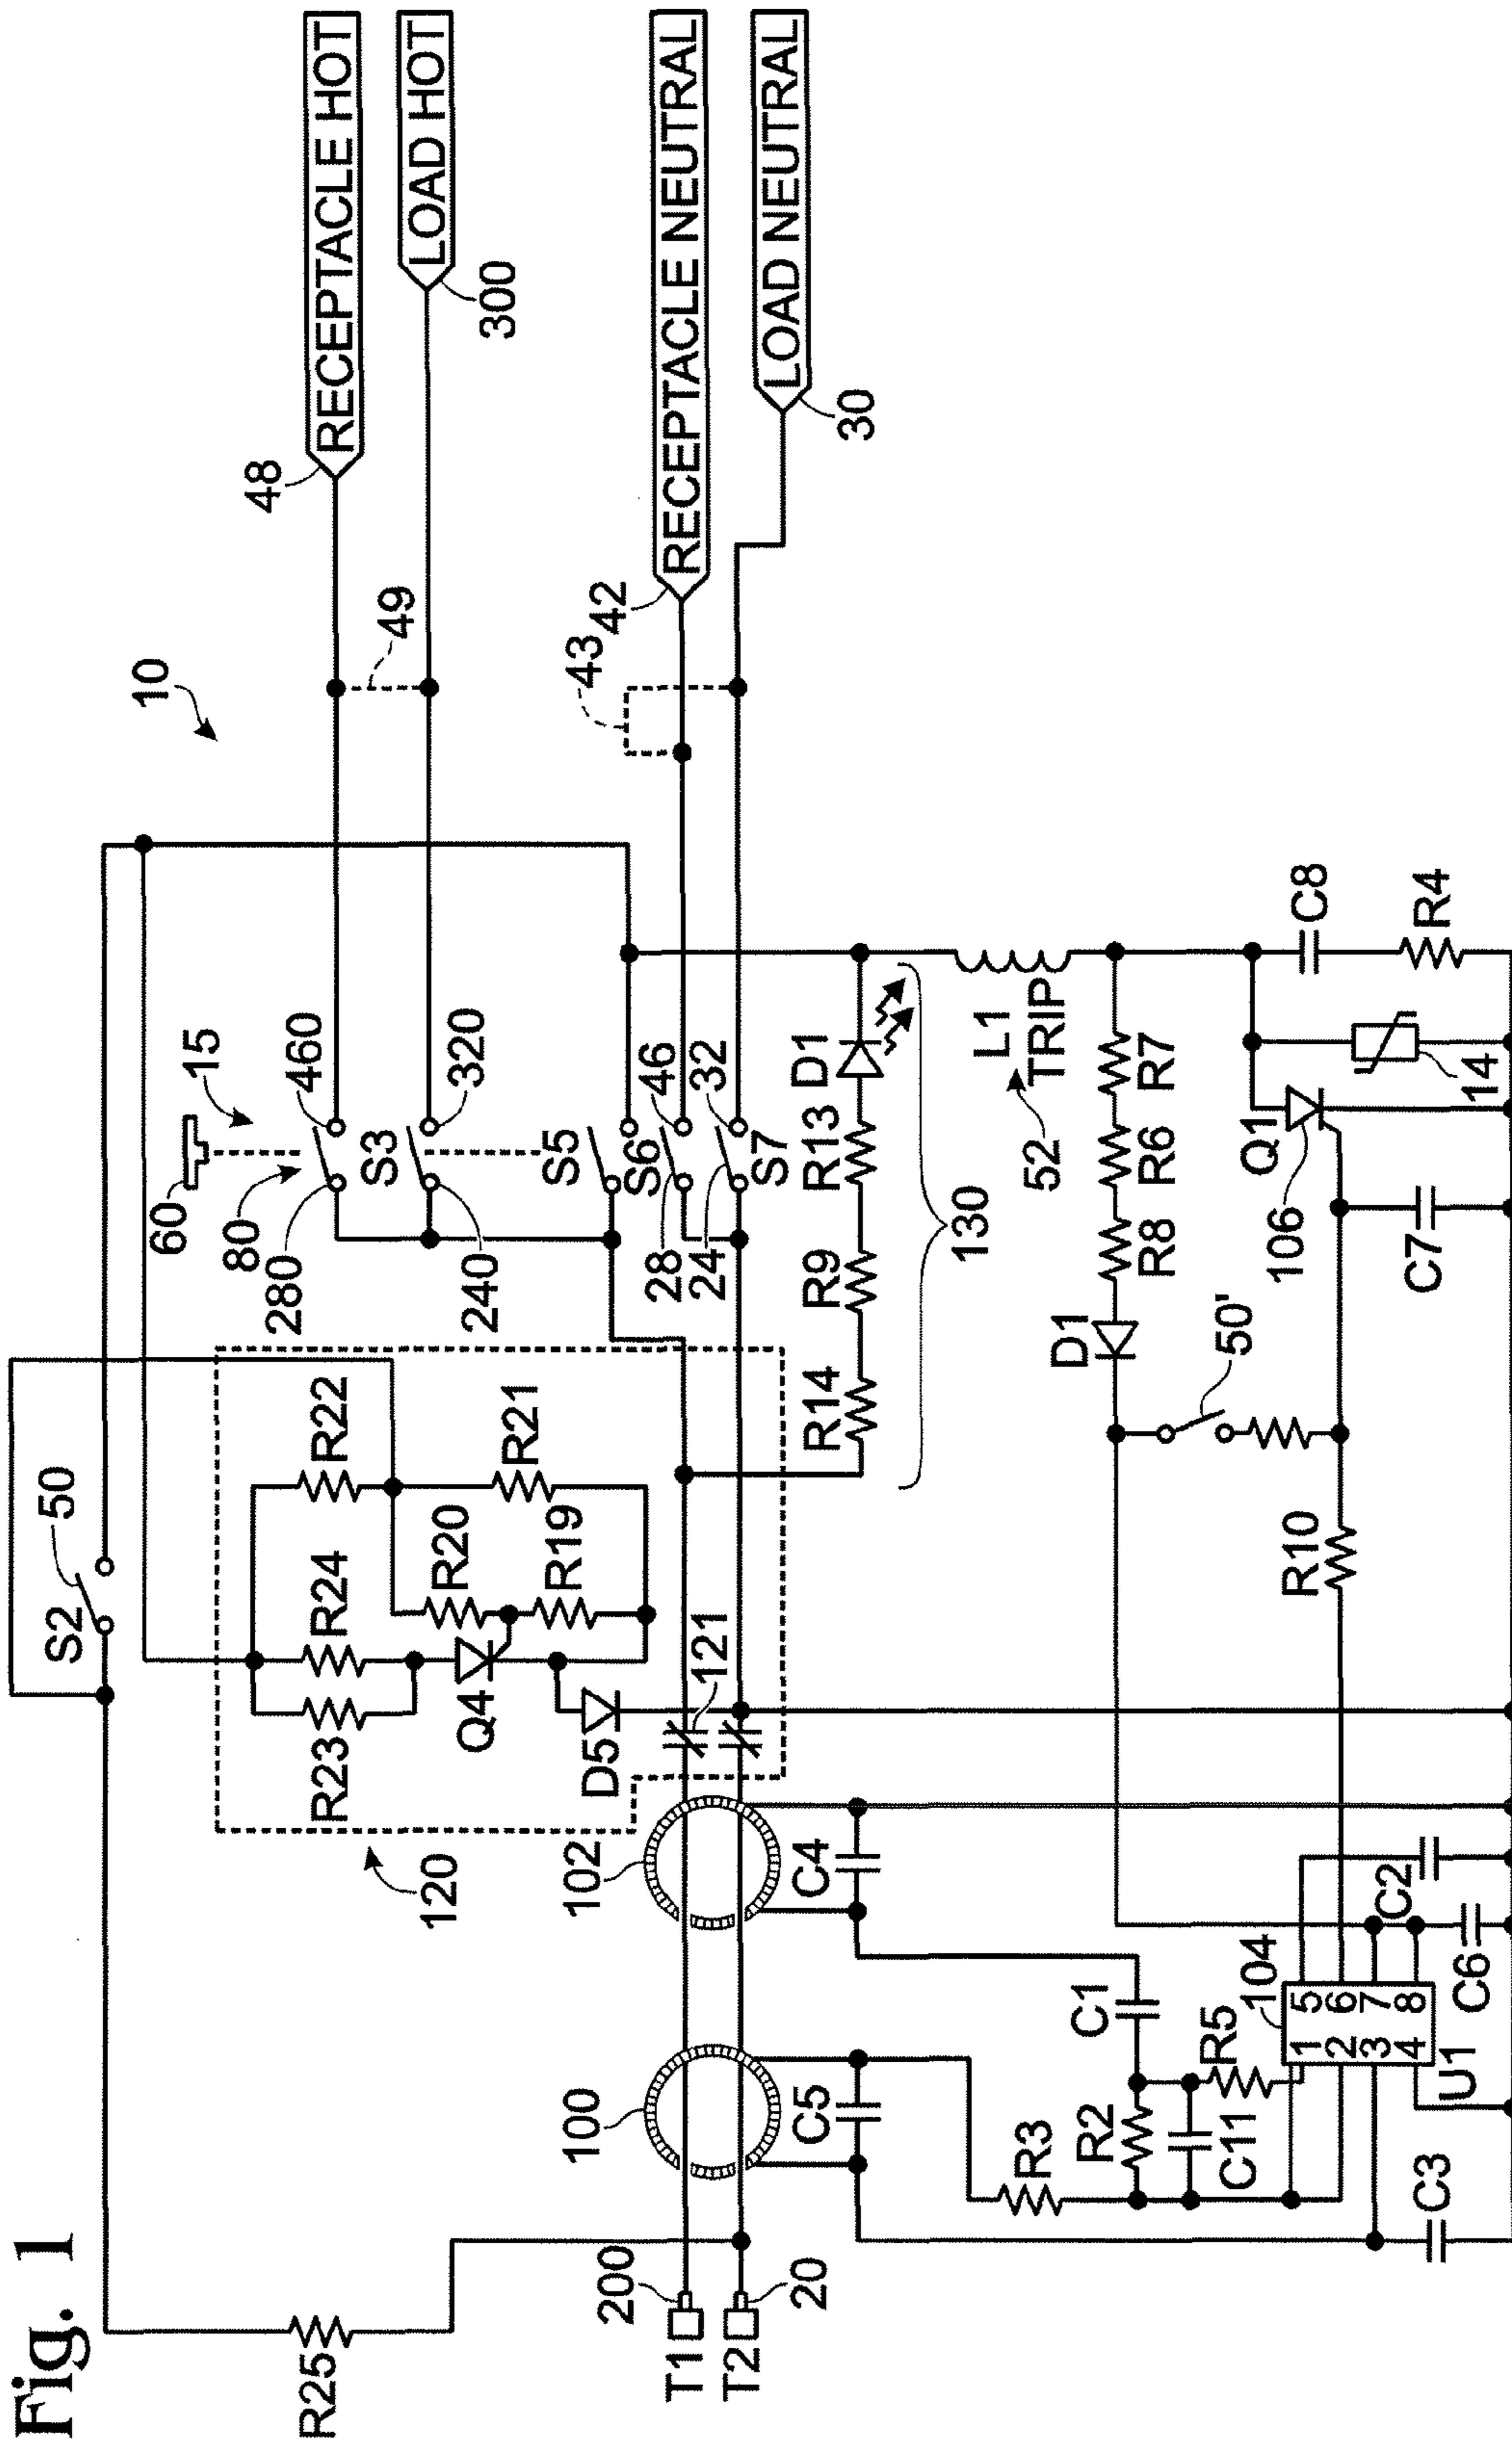 Fig. 1
10
RECEPTACLE HOT
48
LOAD HOT
300
49
RECEPTACLE NEUTRAL
42
43
LOAD NEUTRAL
30
60
15
80
460
280
S3
320
240
S5
S6
46
28
S7
32
24
S2
50
R22
R24
R23
R21
R20
R19
Q4
D5
121
120
R25
T1
200
T2
20
100
102
C5
C4
R14
R9
R13
D1
130
L1
TRIP
52
D1
R8
R6
R7
50'
C8
R4
14
Q1
106
C7
R10
C1
R3
R2
C11
R5
104
1
2
3
4
5
6
7
8
U1
C2
C6
C3